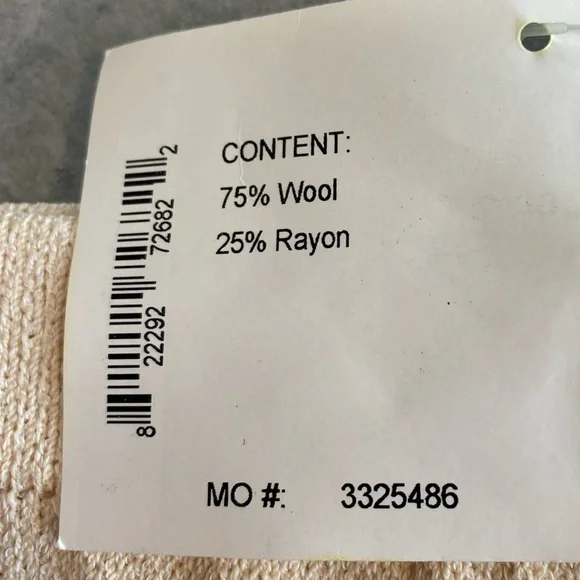 CONTENT:
75% Wool
25% Rayon
8 22292 72682 2
MO #: 3325486